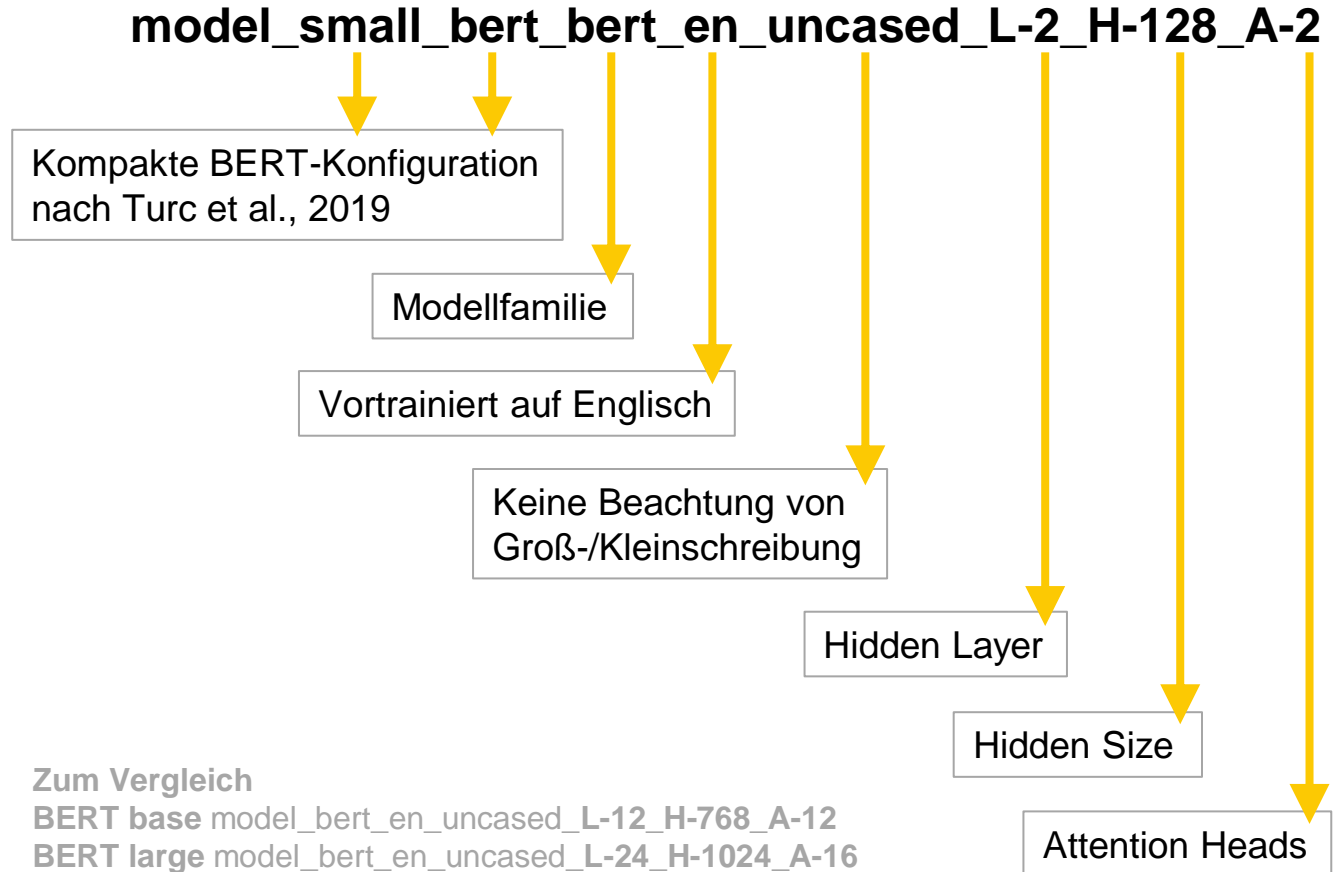 model_small_bert_bert_en_uncased_L-2_H-128_A-2
Kompakte BERT-Konfiguration
nach Turc et al., 2019
Modellfamilie
Vortrainiert auf Englisch
Keine Beachtung von
Groß-/Kleinschreibung
Hidden Layer
Hidden Size
Attention Heads
Zum Vergleich
BERT base model_bert_en_uncased_L-12_H-768_A-12
BERT large model_bert_en_uncased_L-24_H-1024_A-16